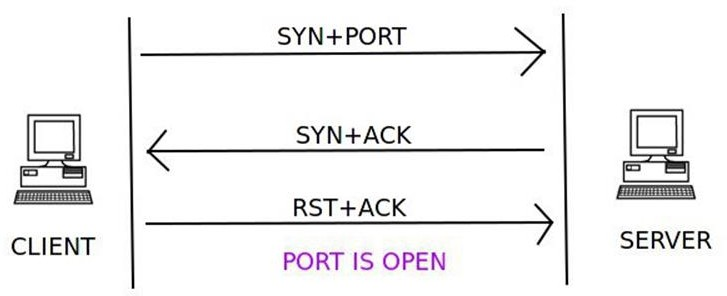 SYN+PORT
SYN+ACK
RST+ACK
CLIENT
SERVER
PORT IS OPEN